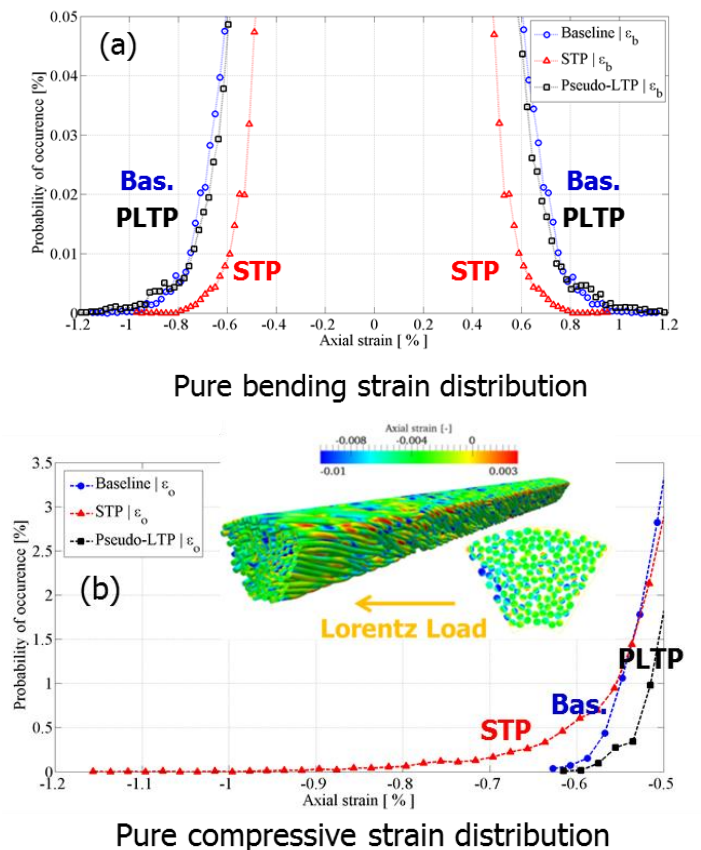 (a)
0.05
0.04
0.03
0.02
0.01
0
Probability of occurence [%]
Baseline | εb
STP | εb
Pseudo-LTP | εb
Bas.
PLTP
STP
STP
Bas.
PLTP
-1.2 -1 -0.8 -0.6 -0.4 -0.2 0 0.2 0.4 0.6 0.8 1 1.2
Axial strain [ % ]
Pure bending strain distribution
3.5
3
2.5
2
1.5
1
0.5
0
Probability of occurence [%]
Baseline | εo
STP | εo
Pseudo-LTP | εo
(b)
Axial strain [-]
-0.008 -0.004 0
-0.01 0.003
Lorentz Load
PLTP
Bas.
STP
-1.2 -1.1 -1 -0.9 -0.8 -0.7 -0.6 -0.5
Axial strain [ % ]
Pure compressive strain distribution